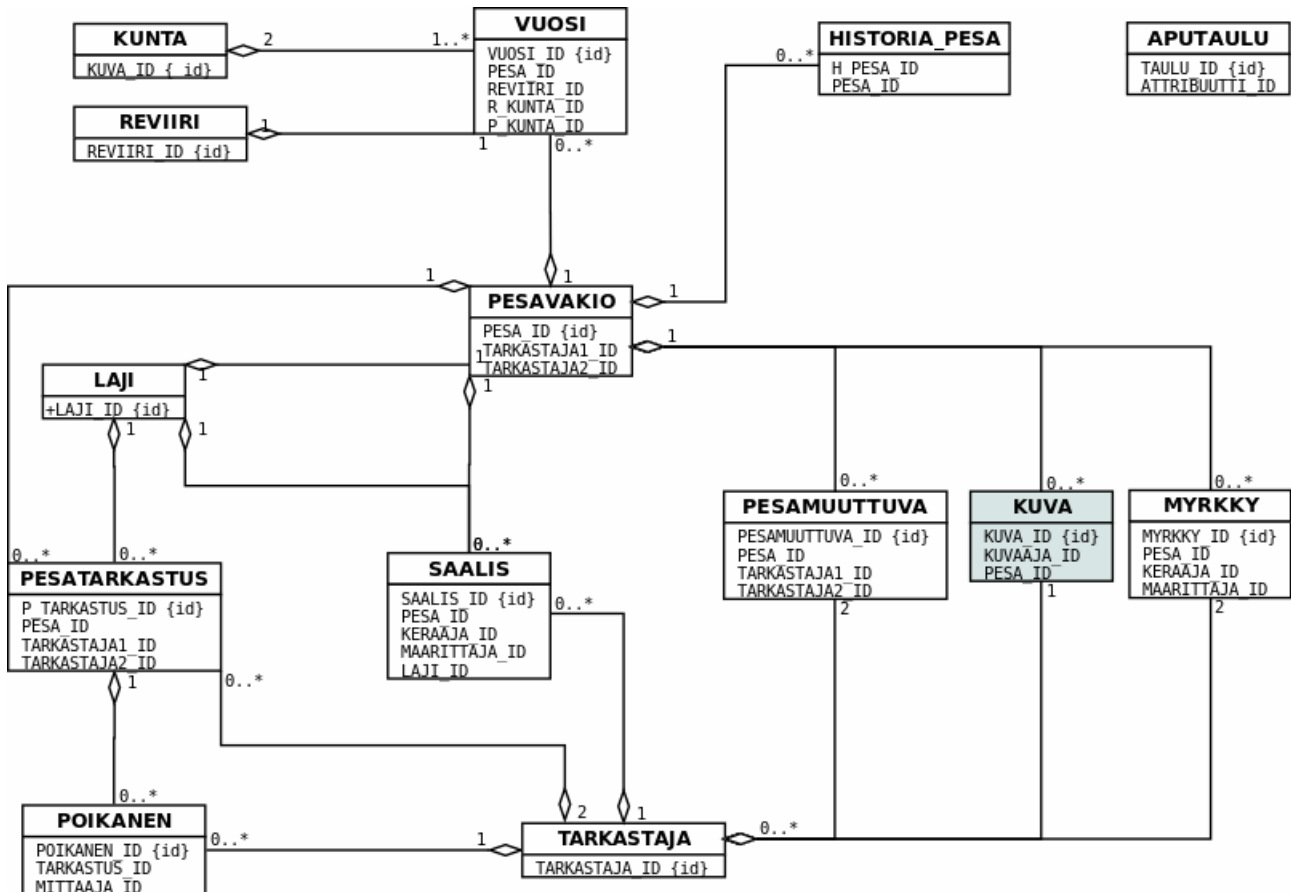 KUNTA
KUVA_ID { id}
2
1..*
VUOSI
VUOSI_ID {id}
PESA_ID
REVIIRI_ID
R_KUNTA_ID
P_KUNTA_ID
HISTORIA_PESA
H_PESA_ID
PESA_ID
0..*
APUTAULU
TAULU_ID {id}
ATTRIBUUTTI_ID
REVIIRI
REVIIRI_ID {id}
1
1
0..*
1
1
PESAVAKIO
PESA_ID {id}
TARKASTAJA1_ID
TARKASTAJA2_ID
1
1
LAJI
+LAJI_ID {id}
1
1
1
1
1
0..*
0..*
0..*
0..*
0..*
0..*
PESATARKASTUS
P_TARKASTUS_ID {id}
PESA_ID
TARKASTAJA1_ID
TARKASTAJA2_ID
SAALIS
SAALIS_ID {id}
PESA_ID
KERAAJA_ID
MAARITTAJA_ID
LAJI_ID
PESAMUUTTUVA
PESAMUUTTUVA_ID {id}
PESA_ID
TARKASTAJA1_ID
TARKASTAJA2_ID
KUVA
KUVA_ID {id}
KUVAAJA_ID
PESA_ID
MYRKKY
MYRKKY_ID {id}
PESA_ID
KERAAJA_ID
MAARITTAJA_ID
0..*
2
1
2
1
0..*
0..*
2
1
POIKANEN
POIKANEN_ID {id}
TARKASTUS_ID
MITTAAJA_ID
0..*
1
TARKASTAJA
TARKASTAJA_ID {id}
0..*